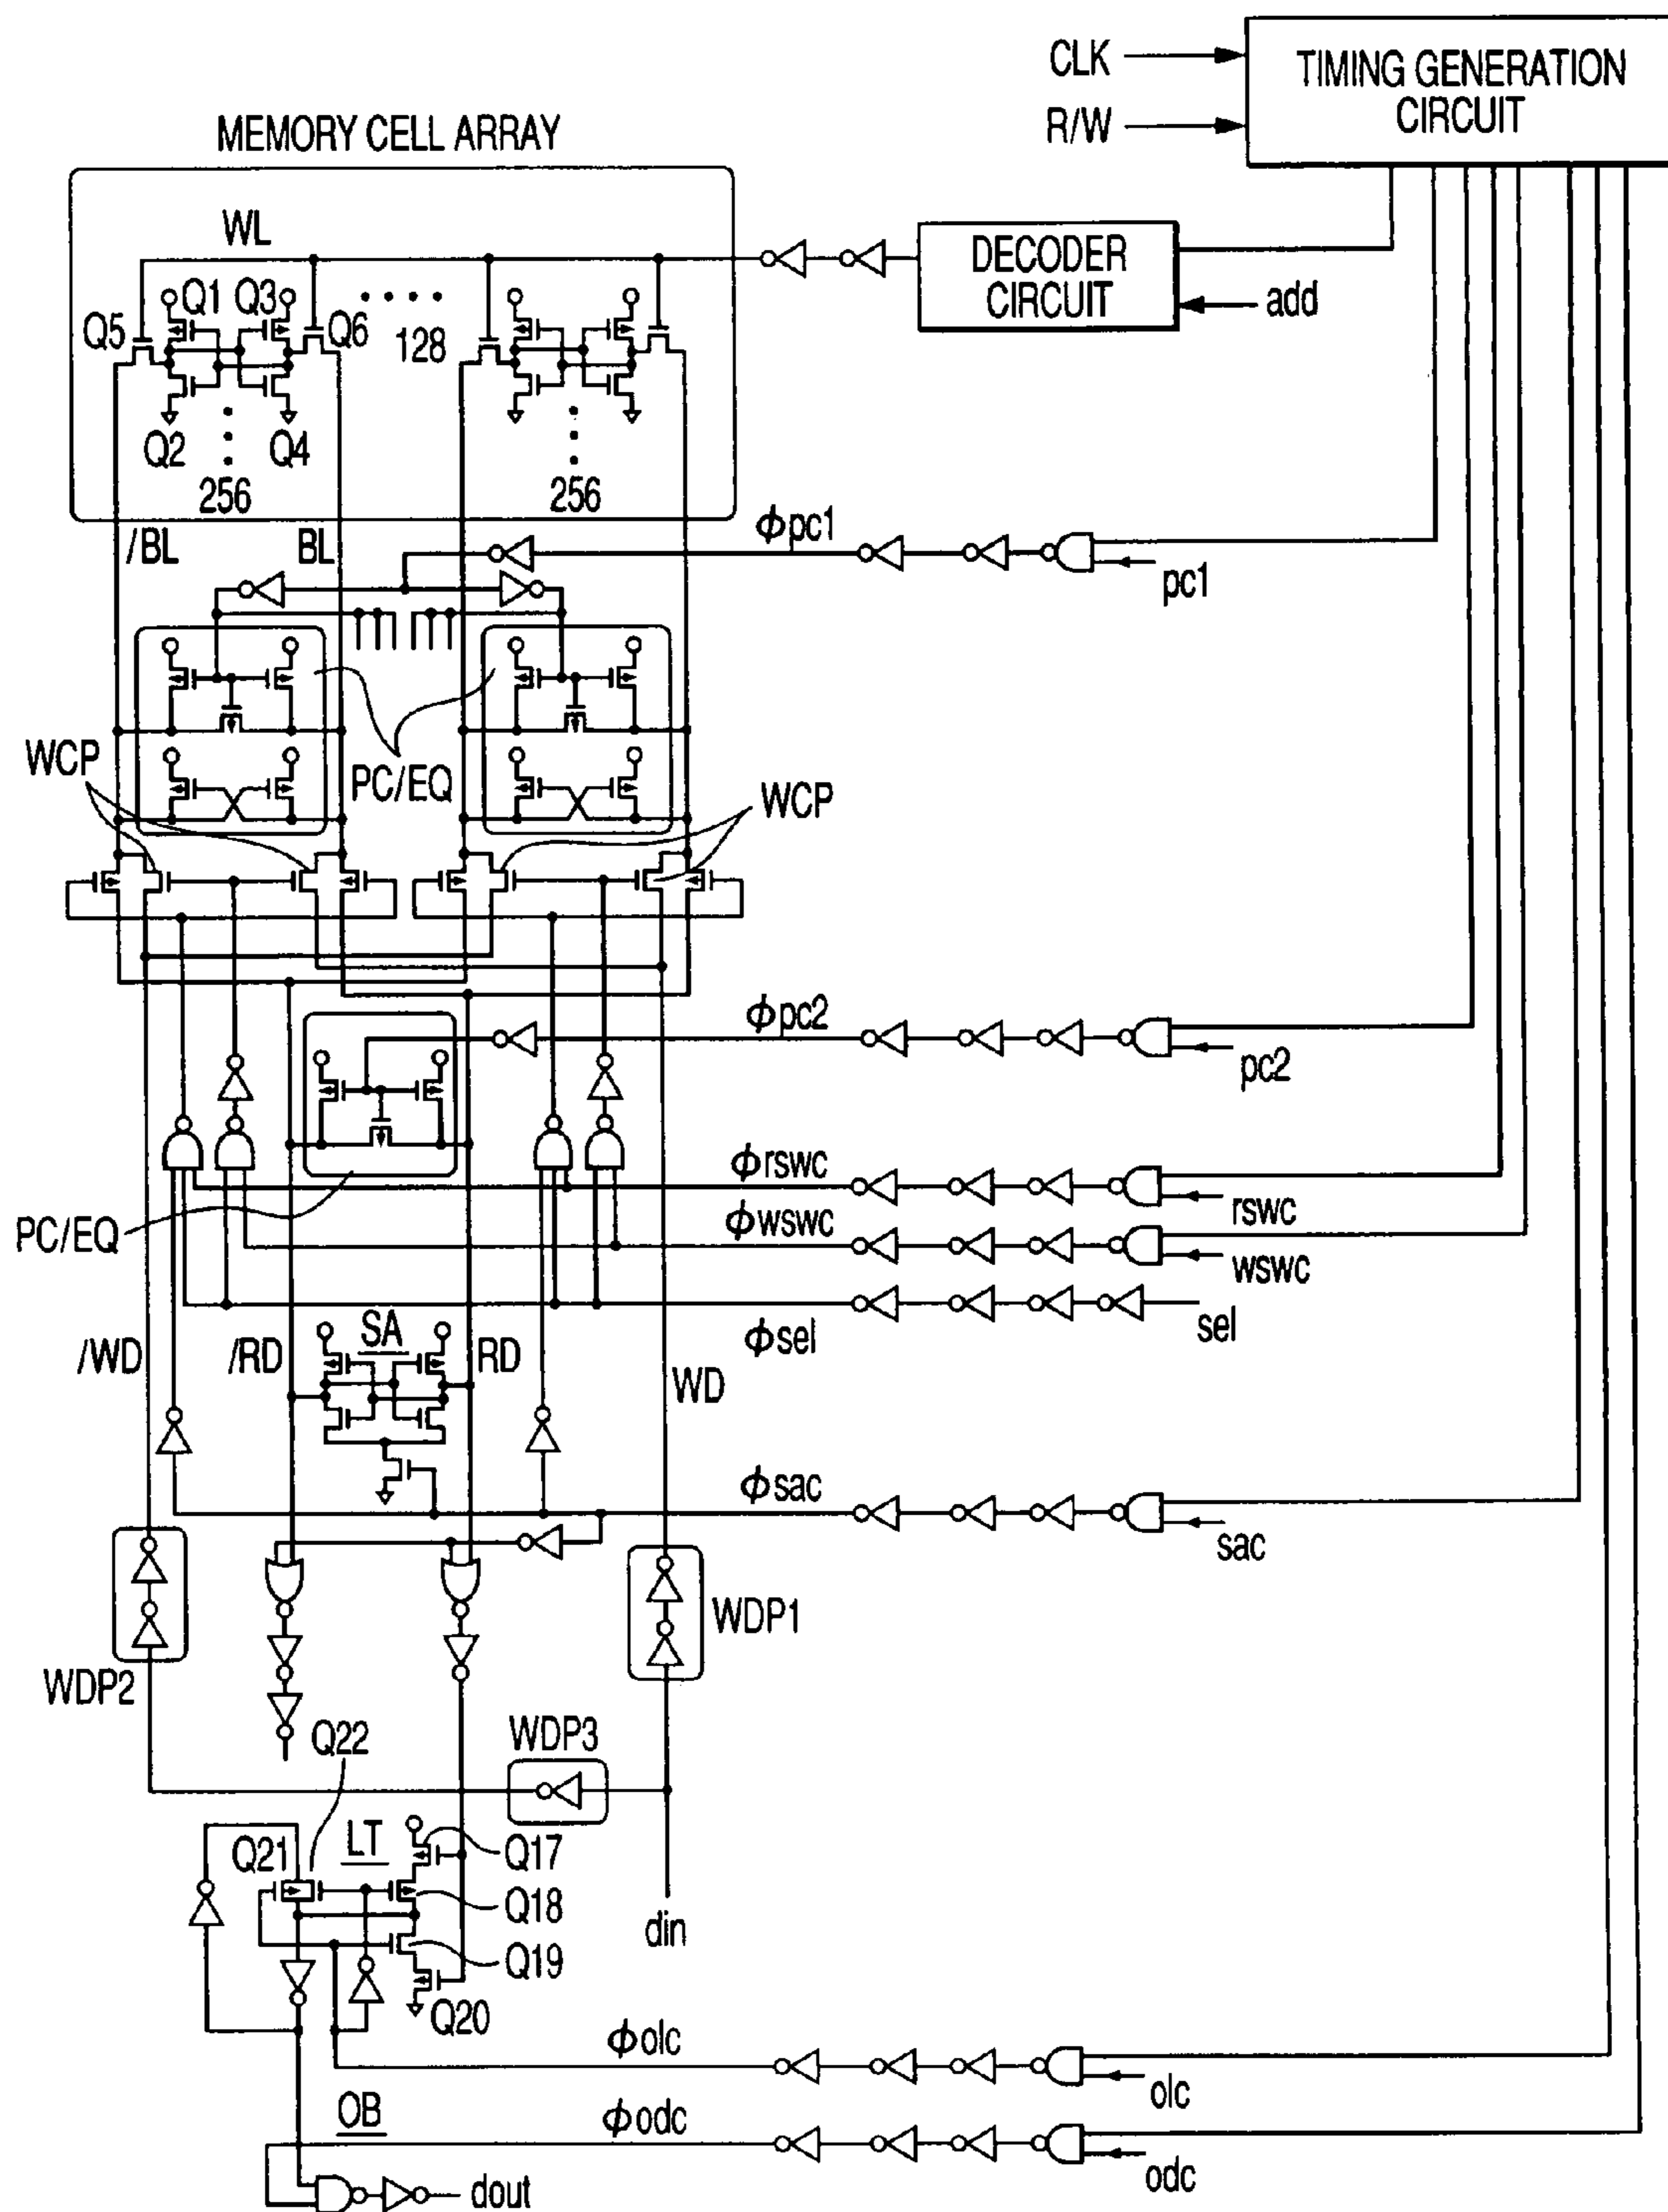 CLK
R/W
TIMING GENERATION
CIRCUIT
MEMORY CELL ARRAY
WL
DECODER
CIRCUIT
add
Q1
Q3
Q5
Q6
128
Q2
Q4
256
256
/BL
BL
ϕpc1
pc1
WCP
PC/EQ
WCP
ϕpc2
pc2
ϕrswc
rswc
PC/EQ
ϕwswc
wswc
ϕsel
sel
/WD
/RD
SA
RD
WD
ϕsac
sac
WDP1
WDP2
Q22
WDP3
Q21
LT
Q17
Q18
din
Q19
Q20
ϕolc
olc
OB
ϕodc
odc
dout